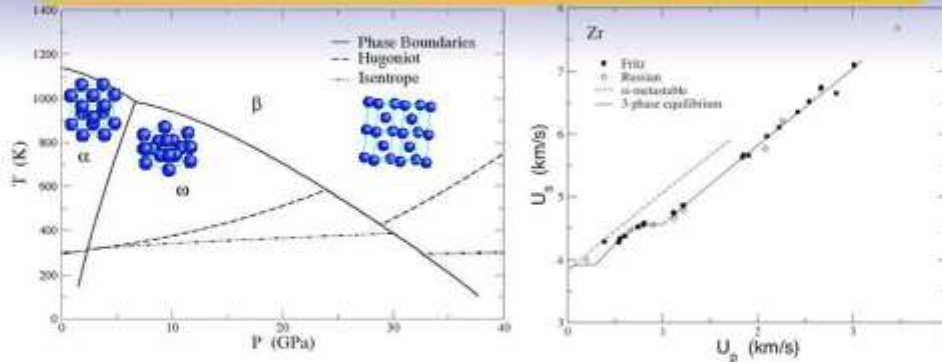 1400
1200
1000
800
600
400
200
0
T (K)
0
10
20
30
40
P (GPa)
Phase Boundaries
Hugoniot
Isentrope
α
ω
β
Zr
Fritz
Russian
α-metastable
3-phase equilibrium
7
6
5
4
3
U_s (km/s)
0
1
2
3
U_p (km/s)